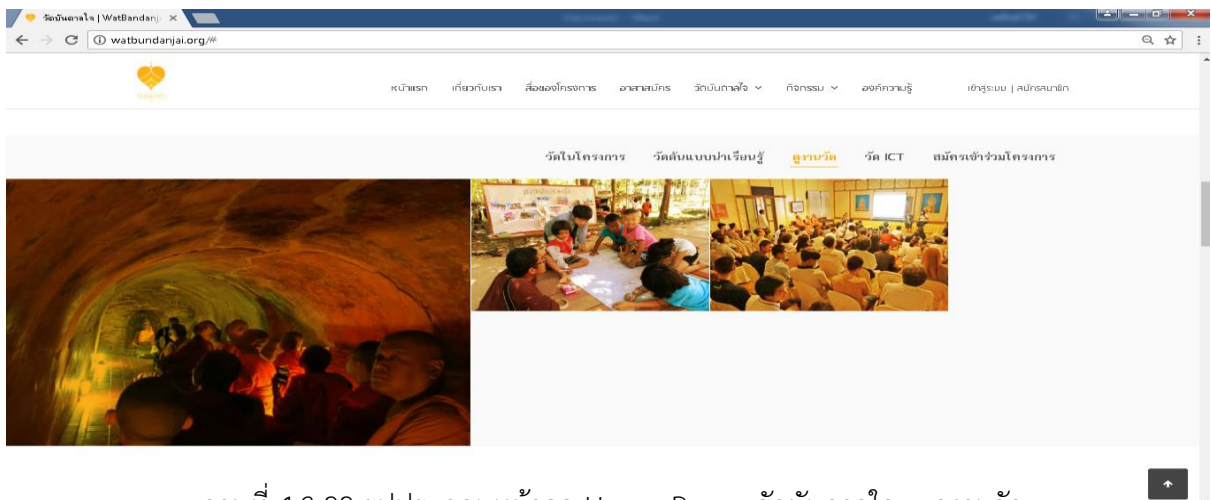 วัดบันดาลใจ | WatBandanj
watbundanjai.org/#
หน้าแรก เกี่ยวกับเรา สื่อของโครงการ อาสาสมัคร วัดบันดาลใจ กิจกรรม องค์ความรู้ เข้าสู่ระบบ | สมัครสมาชิก
วัดในโครงการ วัดต้นแบบน่าเรียนรู้ ดูงานวัด วัด ICT สมัครเข้าร่วมโครงการ